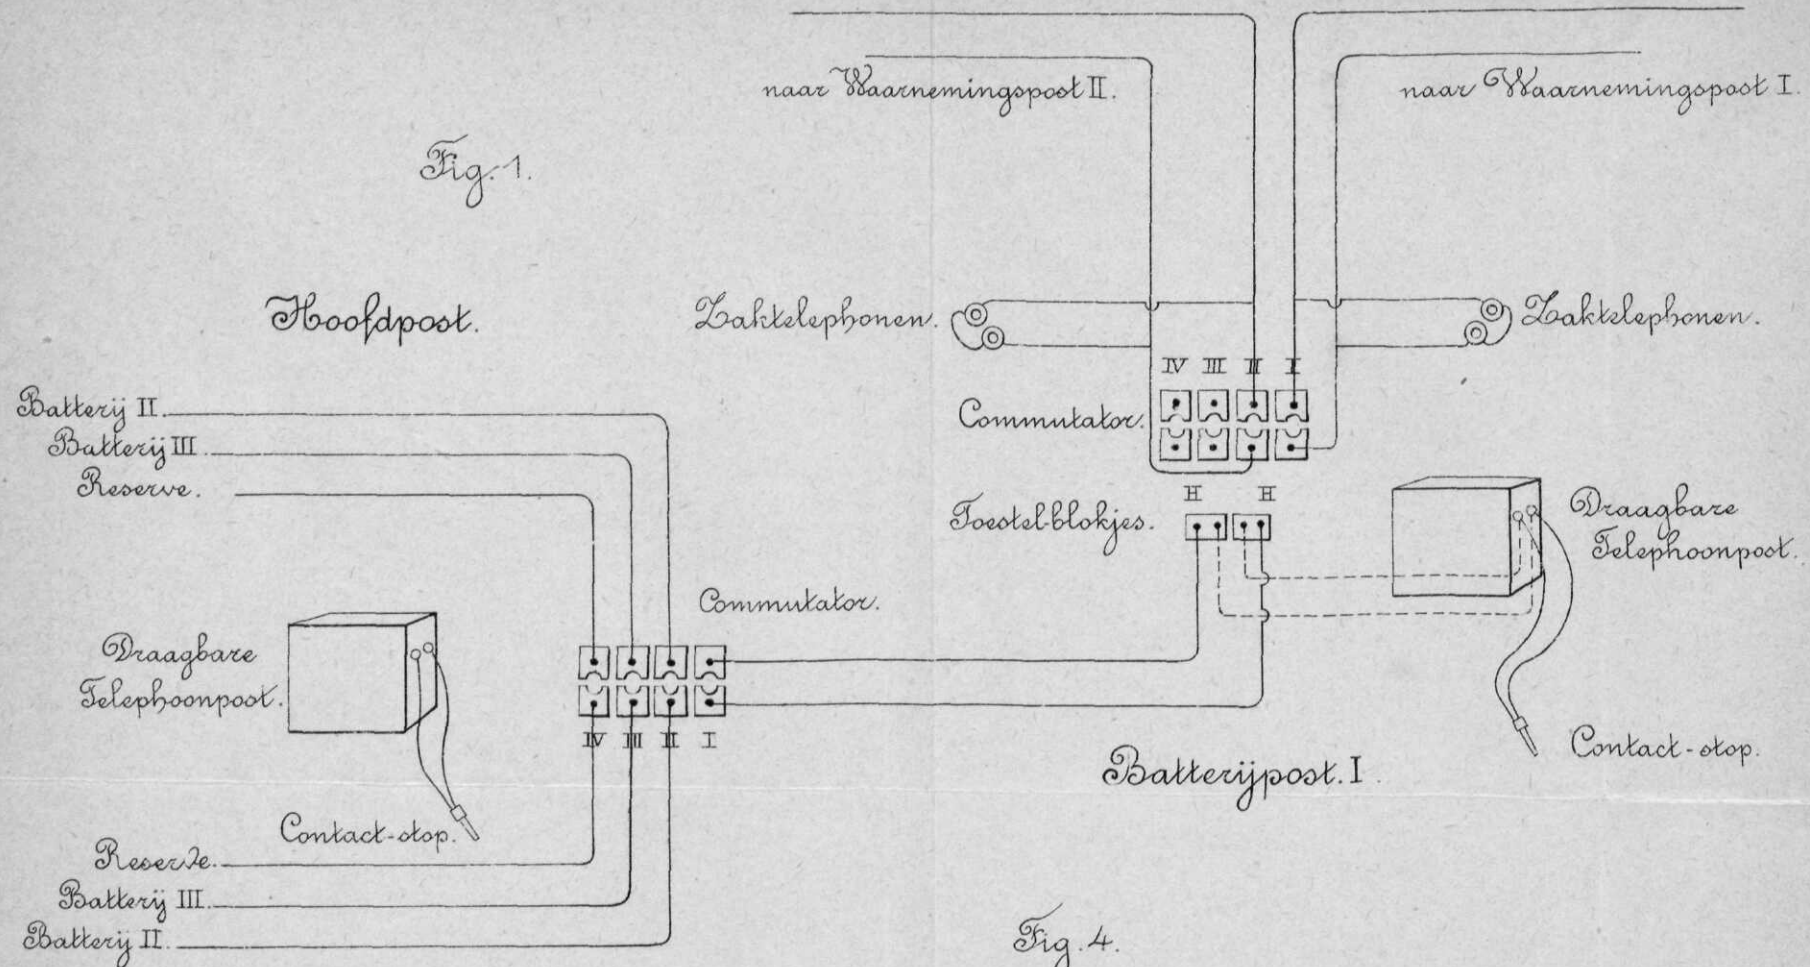 naar Waarnemingspost II.
naar Waarnemingspost I.
Fig. 1.
Hoofdpost.
Zaktelephonen.
Zaktelephonen.
IV III II I
Batterij II.
Commutator.
Batterij III.
Reserve.
H H
Toestel-blokjes.
Draagbare
Telephoonpost.
Commutator.
Draagbare
Telephoonpost.
IV III II I
Contact-stop.
Batterijpost. I.
Contact-stop.
Reserve.
Batterij III.
Batterij II.
Fig. 4.